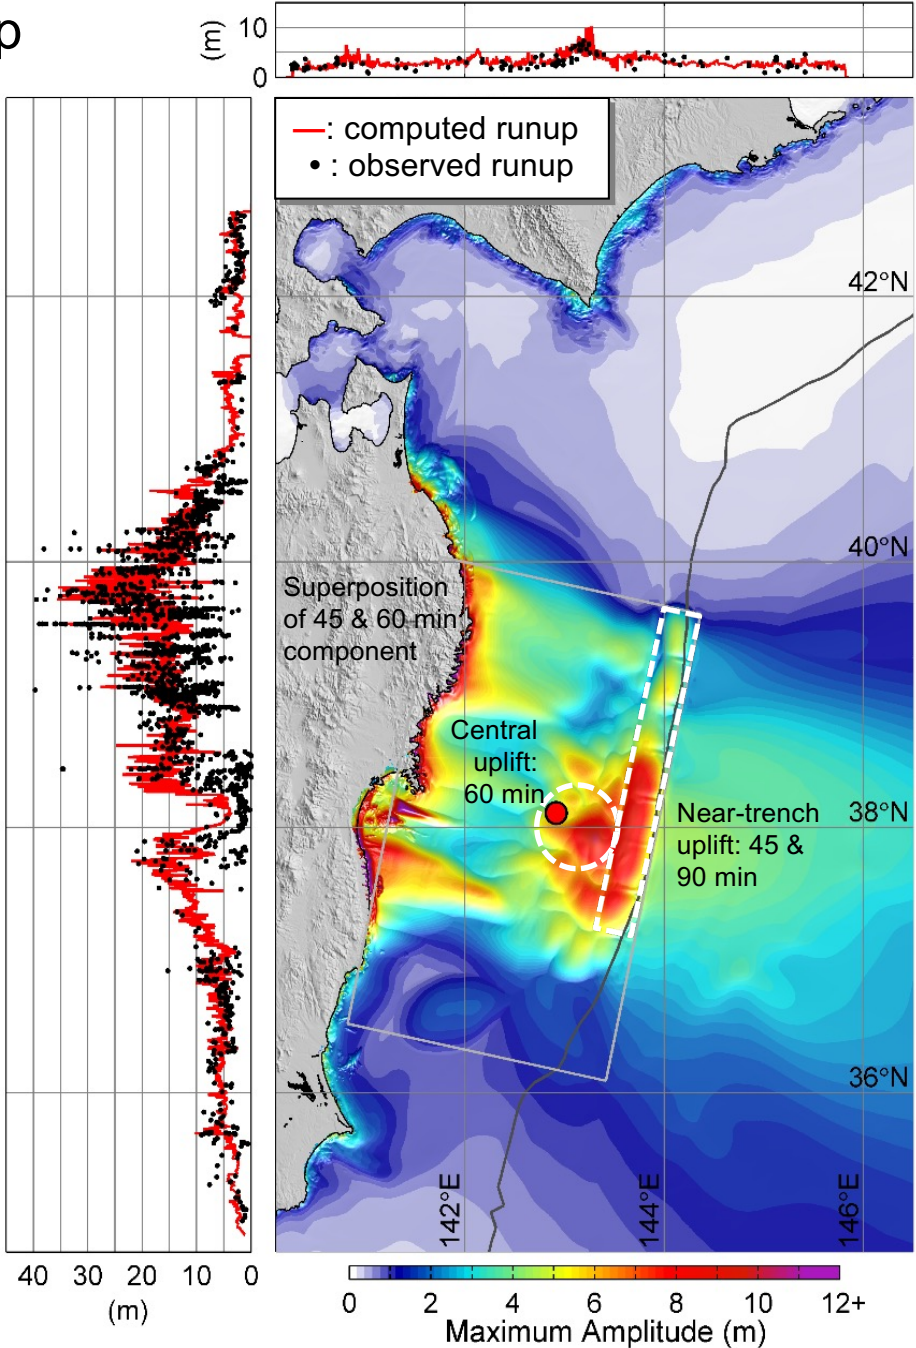 p
10
(m)
0
—: computed runup
• : observed runup
42°N
40°N
Superposition
of 45 & 60 min
component
Central
uplift:
60 min
Near-trench
uplift: 45 &
90 min
38°N
36°N
142°E
144°E
146°E
40 30 20 10 0
(m)
0 2 4 6 8 10 12+
Maximum Amplitude (m)